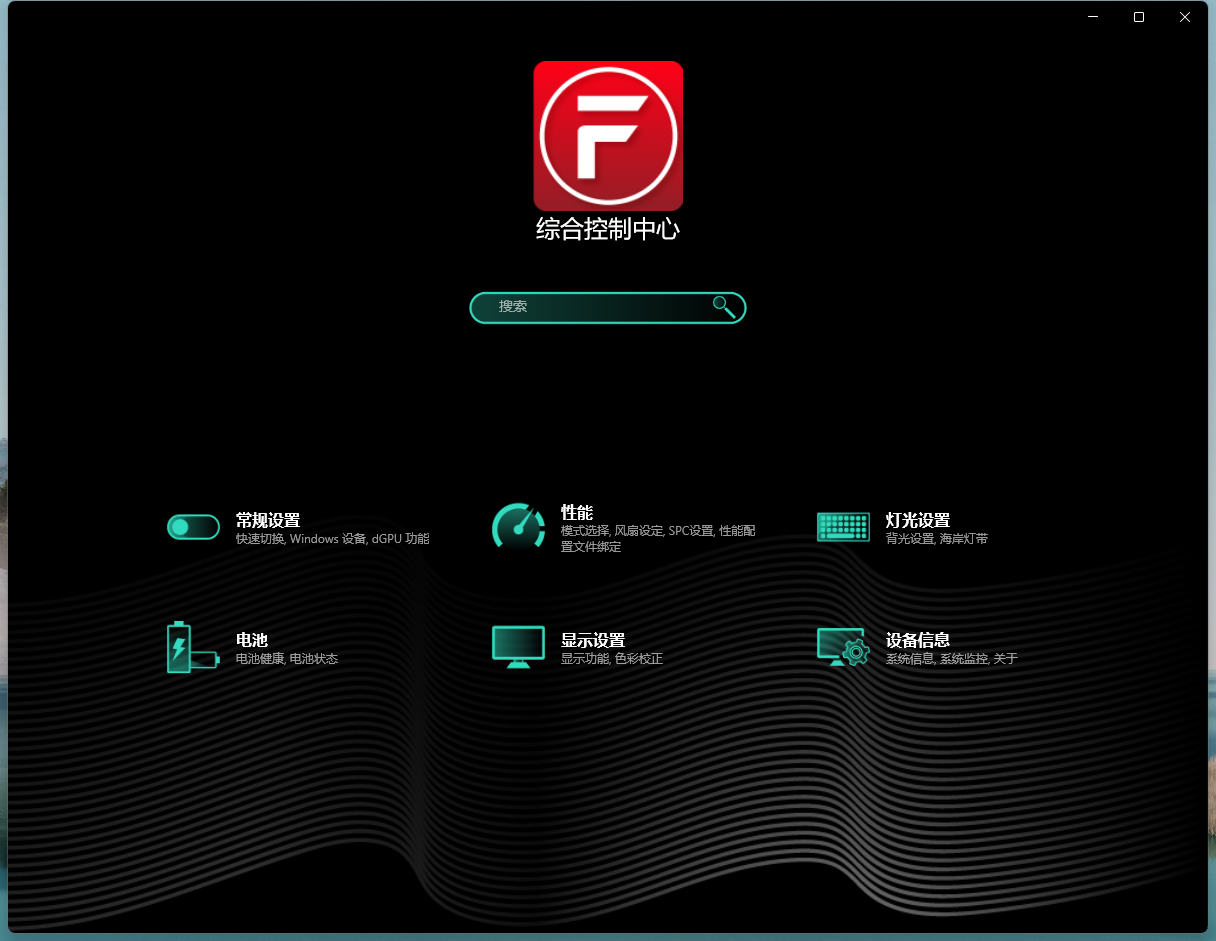 F
综合控制中心
搜索
常规设置
快速切换, Windows 设备, dGPU 功能
性能
模式选择, 风扇设定, SPC设置, 性能配
置文件绑定
灯光设置
背光设置, 海岸灯带
电池
电池健康, 电池状态
显示设置
显示功能, 色彩校正
设备信息
系统信息, 系统监控, 关于